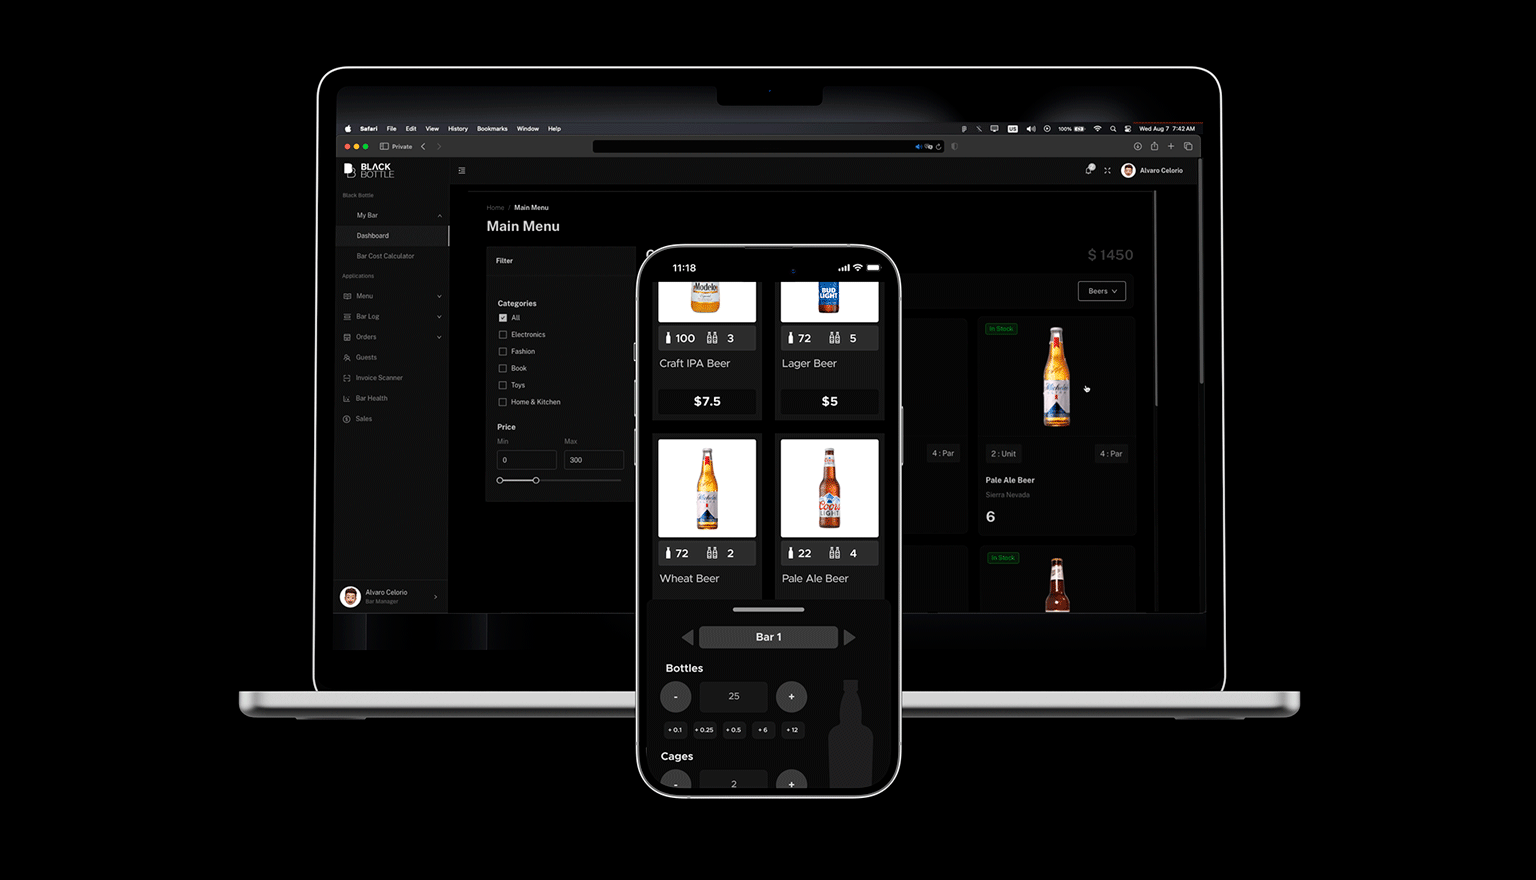 Safari File Edit View History Bookmarks Window Help
US 100% Wed Aug 7 7:42 AM
Private
BLACK
BOTTLE
Alvaro Celorio
Black Bottle
My Bar
Dashboard
Bar Cost Calculator
Applications
Menu
Bar Log
Orders
Guests
Invoice Scanner
Bar Health
Sales
Alvaro Celorio
Bar Manager
Home / Main Menu
Main Menu
Filter
Categories
All
Electronics
Fashion
Book
Toys
Home & Kitchen
Price
Min Max
0 300
$ 1450
Beers
In Stock
4 : Par
2 : Unit 4 : Par
Pale Ale Beer
Sierra Nevada
6
In Stock
11:18
Modelo
BUD
LIGHT
100 3
72 5
Craft IPA Beer
Lager Beer
$7.5
$5
Coors
LIGHT
72 2
22 4
Wheat Beer
Pale Ale Beer
Bar 1
Bottles
- 25 +
+ 0.1 + 0.25 + 0.5 + 6 + 12
Cages
- 2 +